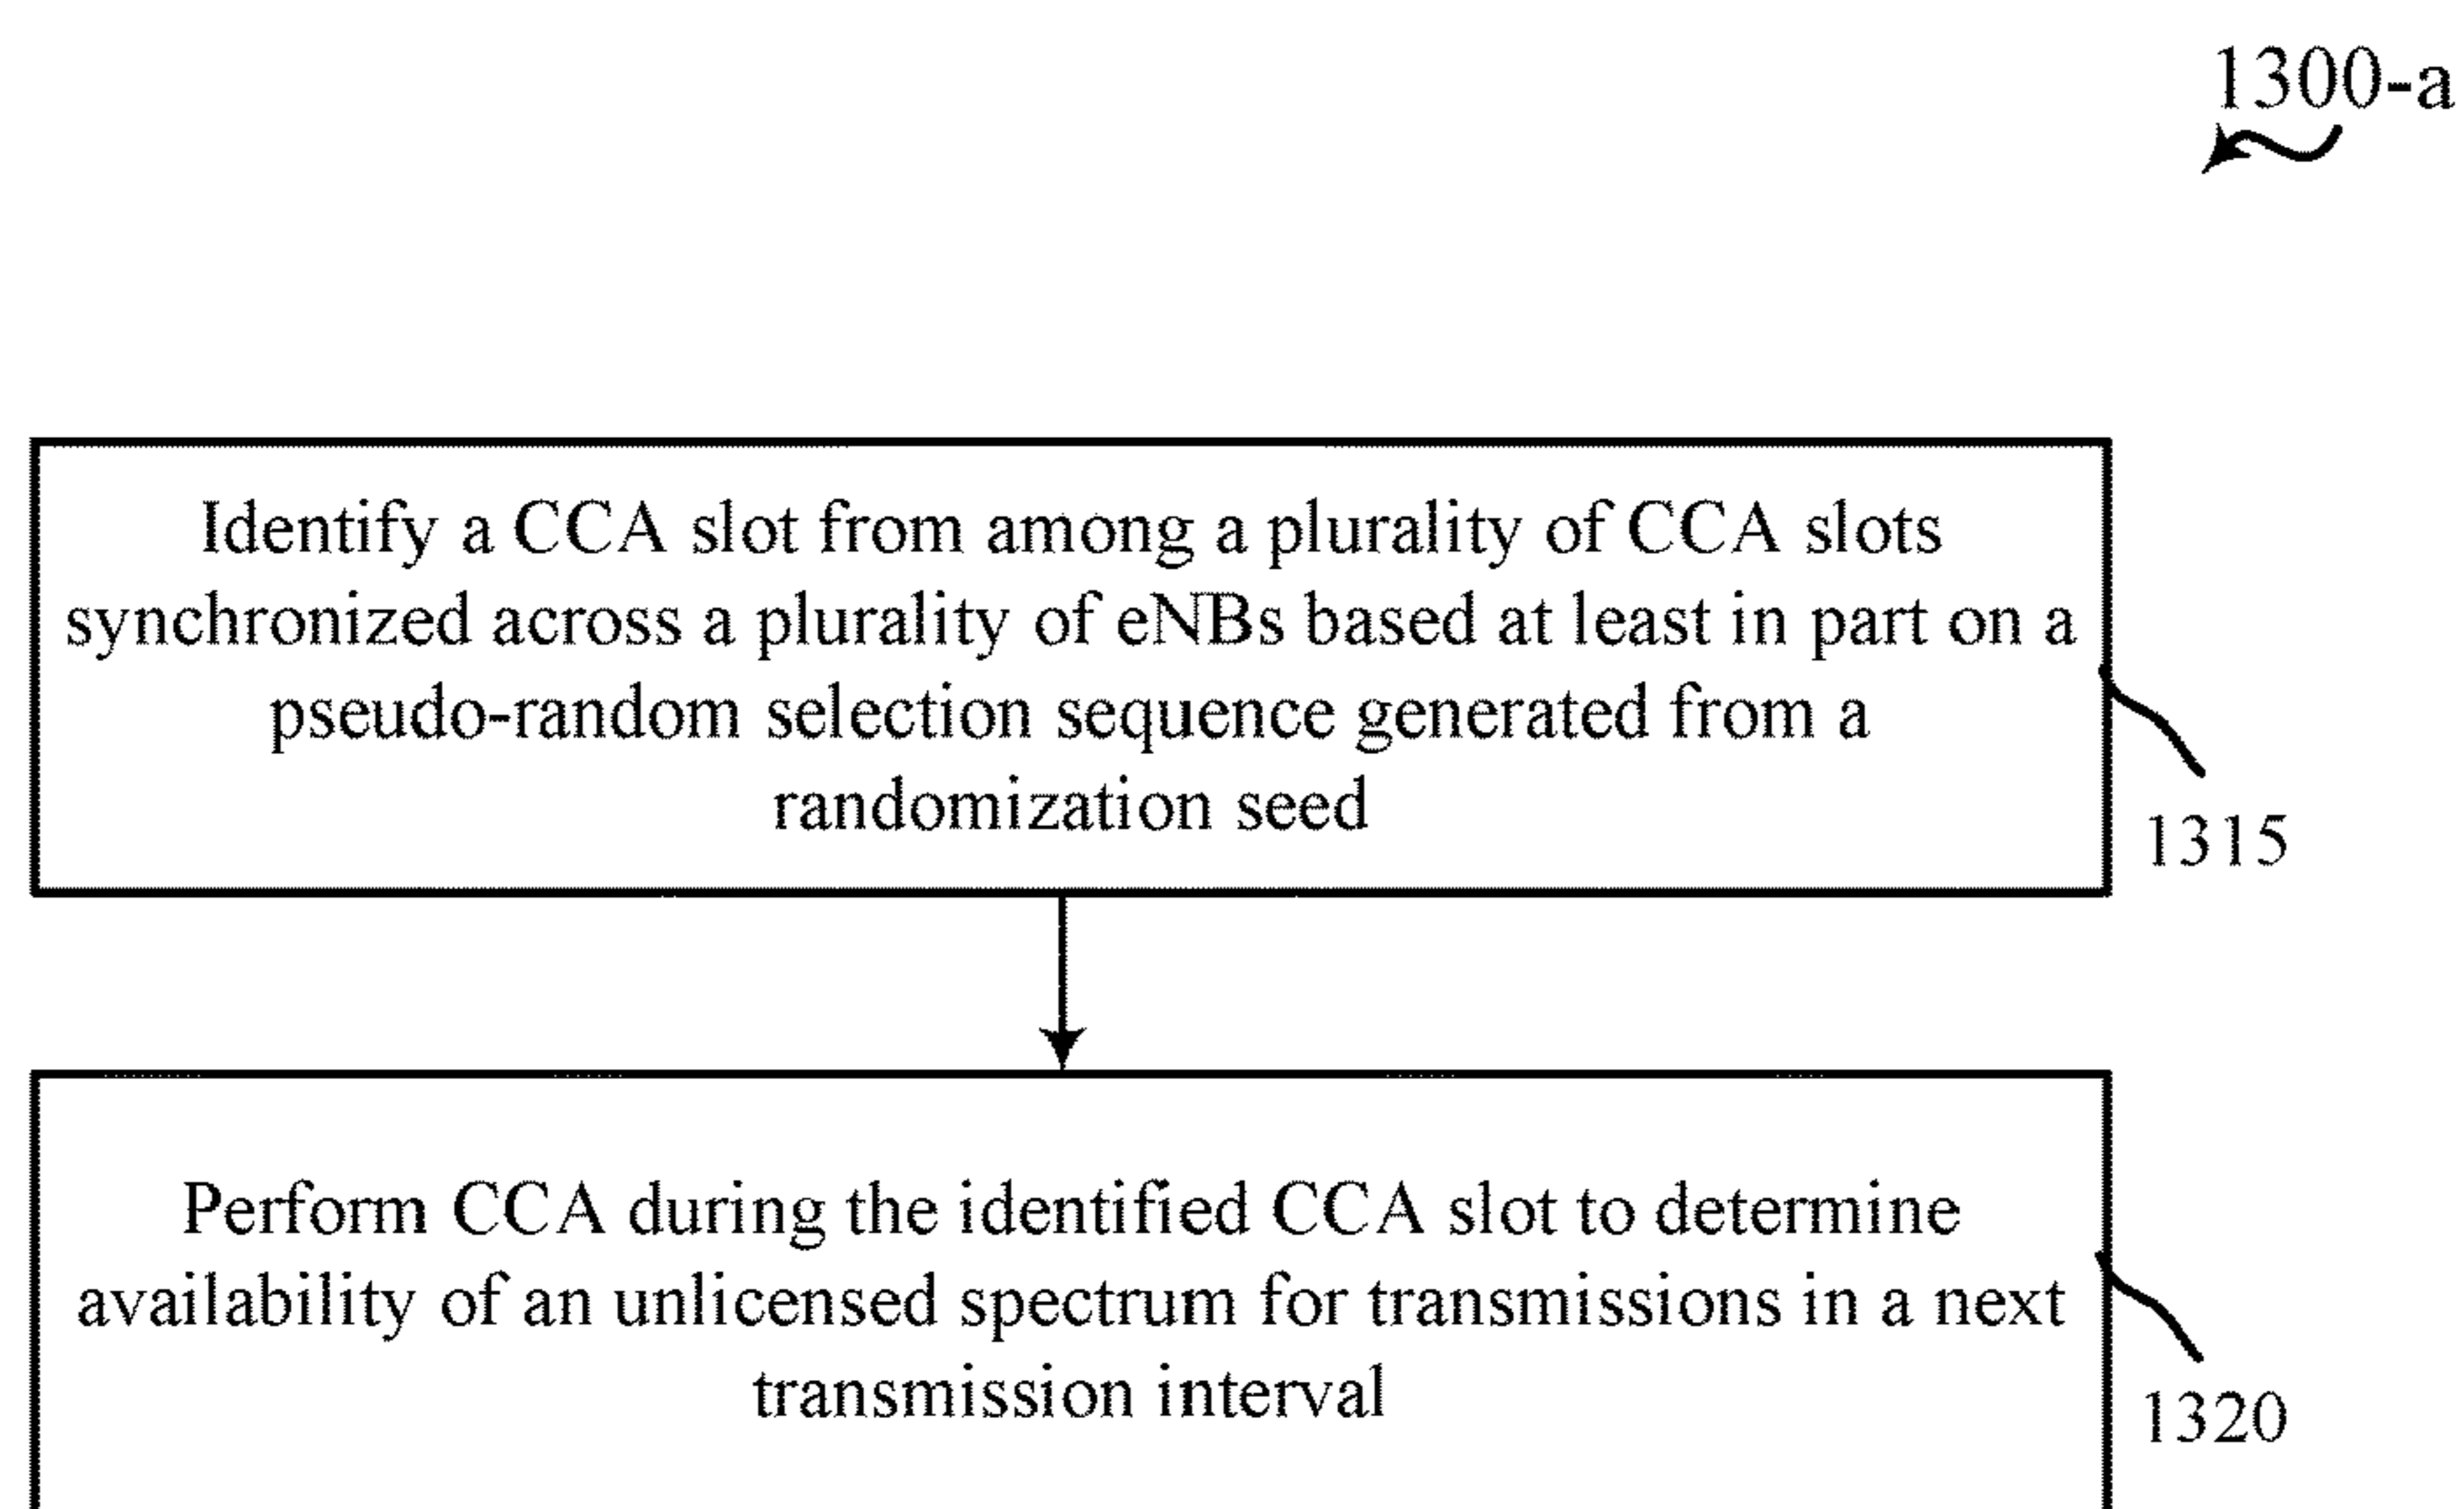 1300-a
Identify a CCA slot from among a plurality of CCA slots
synchronized across a plurality of eNBs based at least in part on a
pseudo-random selection sequence generated from a
randomization seed
1315
Perform CCA during the identified CCA slot to determine
availability of an unlicensed spectrum for transmissions in a next
transmission interval
1320